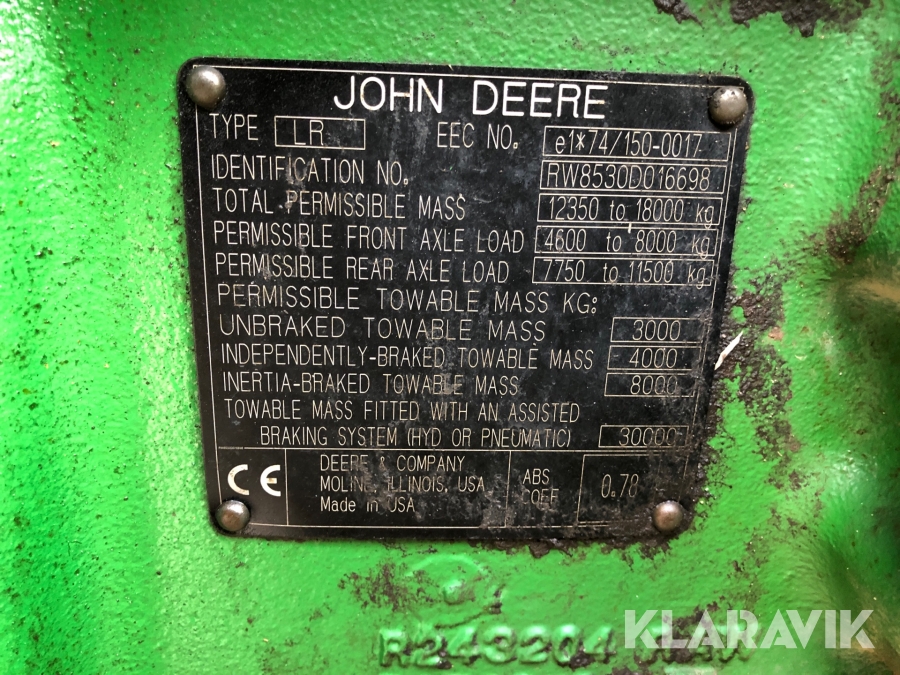 JOHN DEERE
TYPE LR EEC NO. e1*74/150-0017
IDENTIFICATION NO. RW8530D016698
TOTAL PERMISSIBLE MASS 12350 to 18000 kg
PERMISSIBLE FRONT AXLE LOAD 4600 to 8000 kg
PERMISSIBLE REAR AXLE LOAD 7750 to 11500 kg
PERMISSIBLE TOWABLE MASS KG:
UNBRAKED TOWABLE MASS 3000
INDEPENDENTLY-BRAKED TOWABLE MASS 4000
INERTIA-BRAKED TOWABLE MASS 8000
TOWABLE MASS FITTED WITH AN ASSISTED
BRAKING SYSTEM (HYD OR PNEUMATIC) 30000
CE
DEERE & COMPANY
MOLINE, ILLINOIS, USA
Made in USA
ABS
COEF
0.78
R243204
KLARAVIK